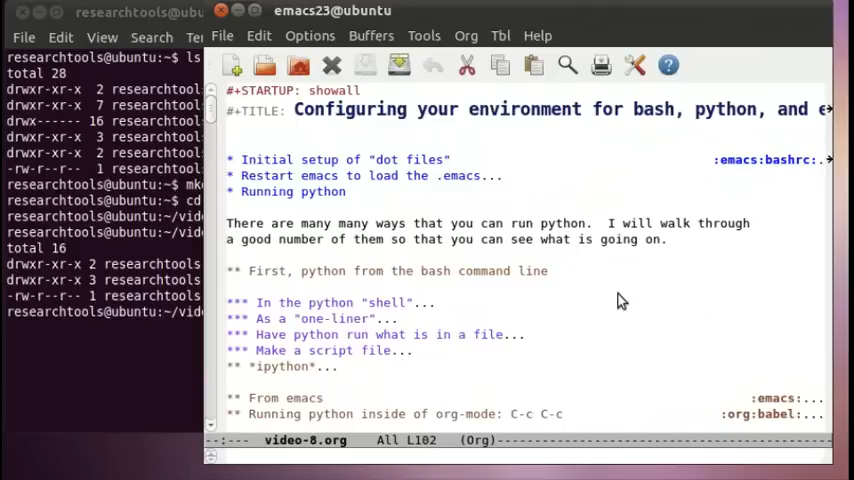 researchtools@ubu
File Edit View Search
researchtools@ubuntu:~$ ls
total 28
drwxr-xr-x 2 researchtool
drwxr-xr-x 7 researchtool
drwx------ 16 researchtool
drwxr-xr-x 3 researchtool
drwxr-xr-x 2 researchtool
-rw-r--r-- 1 researchtool
researchtools@ubuntu:~$ mk
researchtools@ubuntu:~$ cd
researchtools@ubuntu:~/vid
researchtools@ubuntu:~/vid
total 16
drwxr-xr-x 2 researchtools
drwxr-xr-x 3 researchtools
-rw-r--r-- 1 researchtools
researchtools@ubuntu:~/vid
emacs23@ubuntu
File Edit Options Buffers Tools Org Tbl Help
#+STARTUP: showall
#+TITLE: Configuring your environment for bash, python, and e
* Initial setup of "dot files" :emacs:bashrc:.
* Restart emacs to load the .emacs...
* Running python
There are many many ways that you can run python. I will walk through
a good number of them so that you can see what is going on.
** First, python from the bash command line
*** In the python "shell"...
*** As a "one-liner"...
*** Have python run what is in a file...
*** Make a script file...
** *ipython*...
** From emacs :emacs:...
** Running python inside of org-mode: C-c C-c :org:babel:...
--:--- video-8.org All L102 (Org)